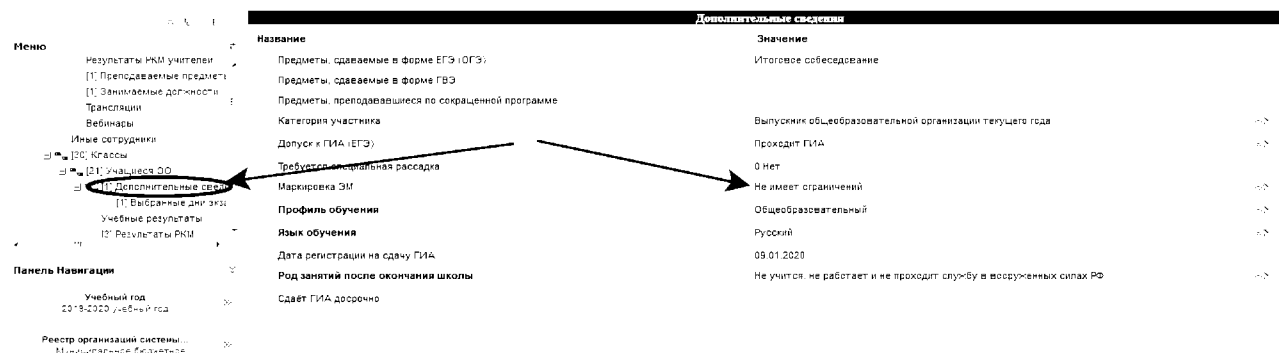 Дополнительные сведения
Меню
Результаты РКМ учителей
[1] Преподаваемые предметы
[1] Занимаемые должности
Трансляции
Вебинары
Иные сотрудники
[30] Классы
[21] Учащиеся ОО
[1] Дополнительные свед
[1] Выбранные дни экза
Учебные результаты
[3] Результаты РКМ
Панель Навигации
Учебный год
2019-2020 учебный год
Реестр организаций системы...
Муниципальное бюджетное
Название Значение
Предметы, сдаваемые в форме ЕГЭ (ОГЭ) Итоговое собеседование
Предметы, сдаваемые в форме ГВЭ
Предметы, преподававшиеся по сокращенной программе
Категория участника Выпускник общеобразовательной организации текущего года
Допуск к ГИА (ЕГЭ) Проходит ГИА
Требуется специальная рассадка 0 Нет
Маркировка ЭМ Не имеет ограничений
Профиль обучения Общеобразовательный
Язык обучения Русский
Дата регистрации на сдачу ГИА 09.01.2020
Род занятий после окончания школы Не учится, не работает и не проходит службу в вооруженных силах РФ
Сдаёт ГИА досрочно